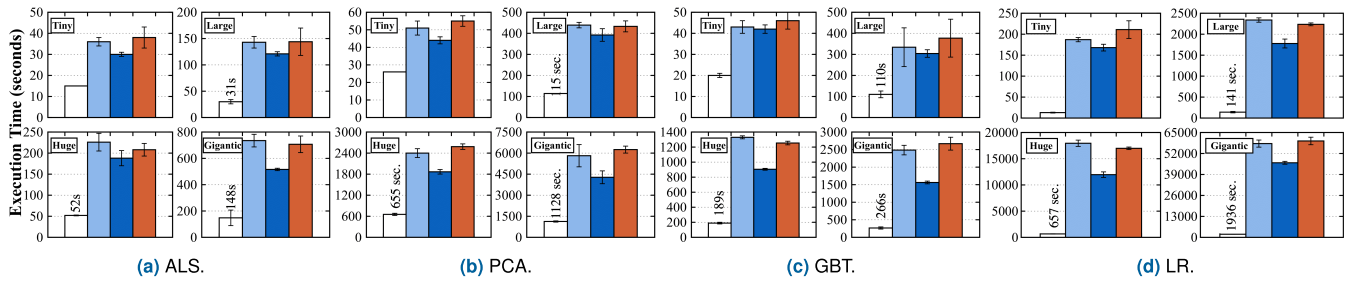 Execution Time (seconds)
Tiny
50
40
30
20
10
0
Large
200
150
100
50
0
31s
Huge
250
200
150
100
50
0
52s
Gigantic
800
600
400
200
0
148s
(a) ALS.
Tiny
60
50
40
30
20
10
0
Large
500
400
300
200
100
0
15 sec.
Huge
3000
2400
1800
1200
600
0
655 sec.
Gigantic
7500
6000
4500
3000
1500
0
1128 sec.
(b) PCA.
Tiny
50
40
30
20
10
0
Large
500
400
300
200
100
0
110s
Huge
1400
1200
1000
800
600
400
200
0
189s
Gigantic
3000
2500
2000
1500
1000
500
0
266s
(c) GBT.
Tiny
250
200
150
100
50
0
Large
2500
2000
1500
1000
500
0
141 sec.
Huge
20000
15000
10000
5000
0
657 sec.
Gigantic
65000
52000
39000
26000
13000
0
1936 sec.
(d) LR.